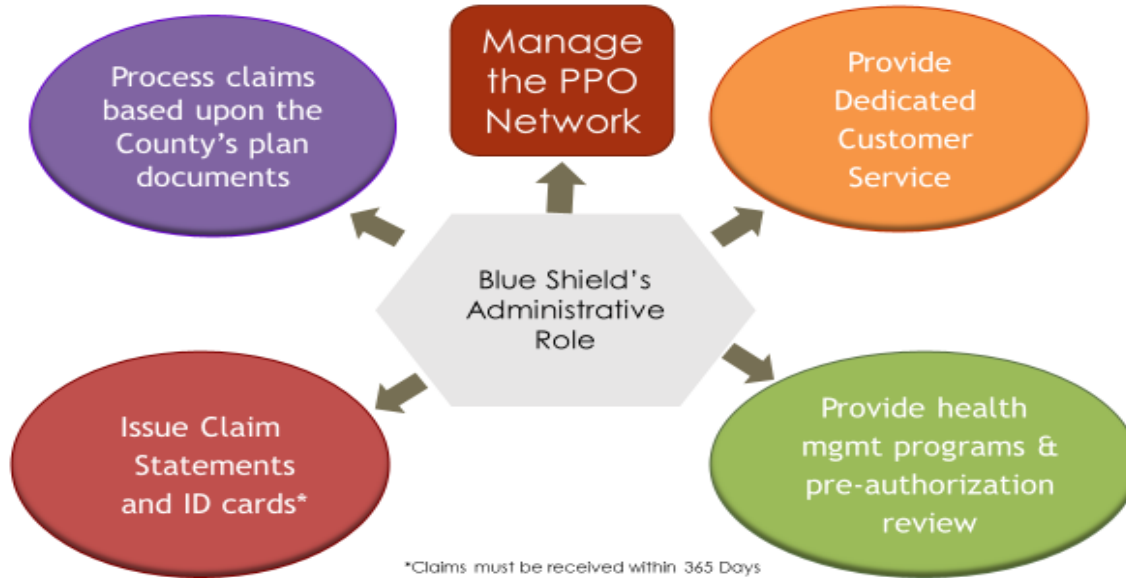 Process claims
based upon the
County's plan
documents
Manage
the PPO
Network
Provide
Dedicated
Customer
Service
Blue Shield's
Administrative
Role
Issue Claim
Statements
and ID cards*
Provide health
mgmt programs &
pre-authorization
review
*Claims must be received within 365 Days